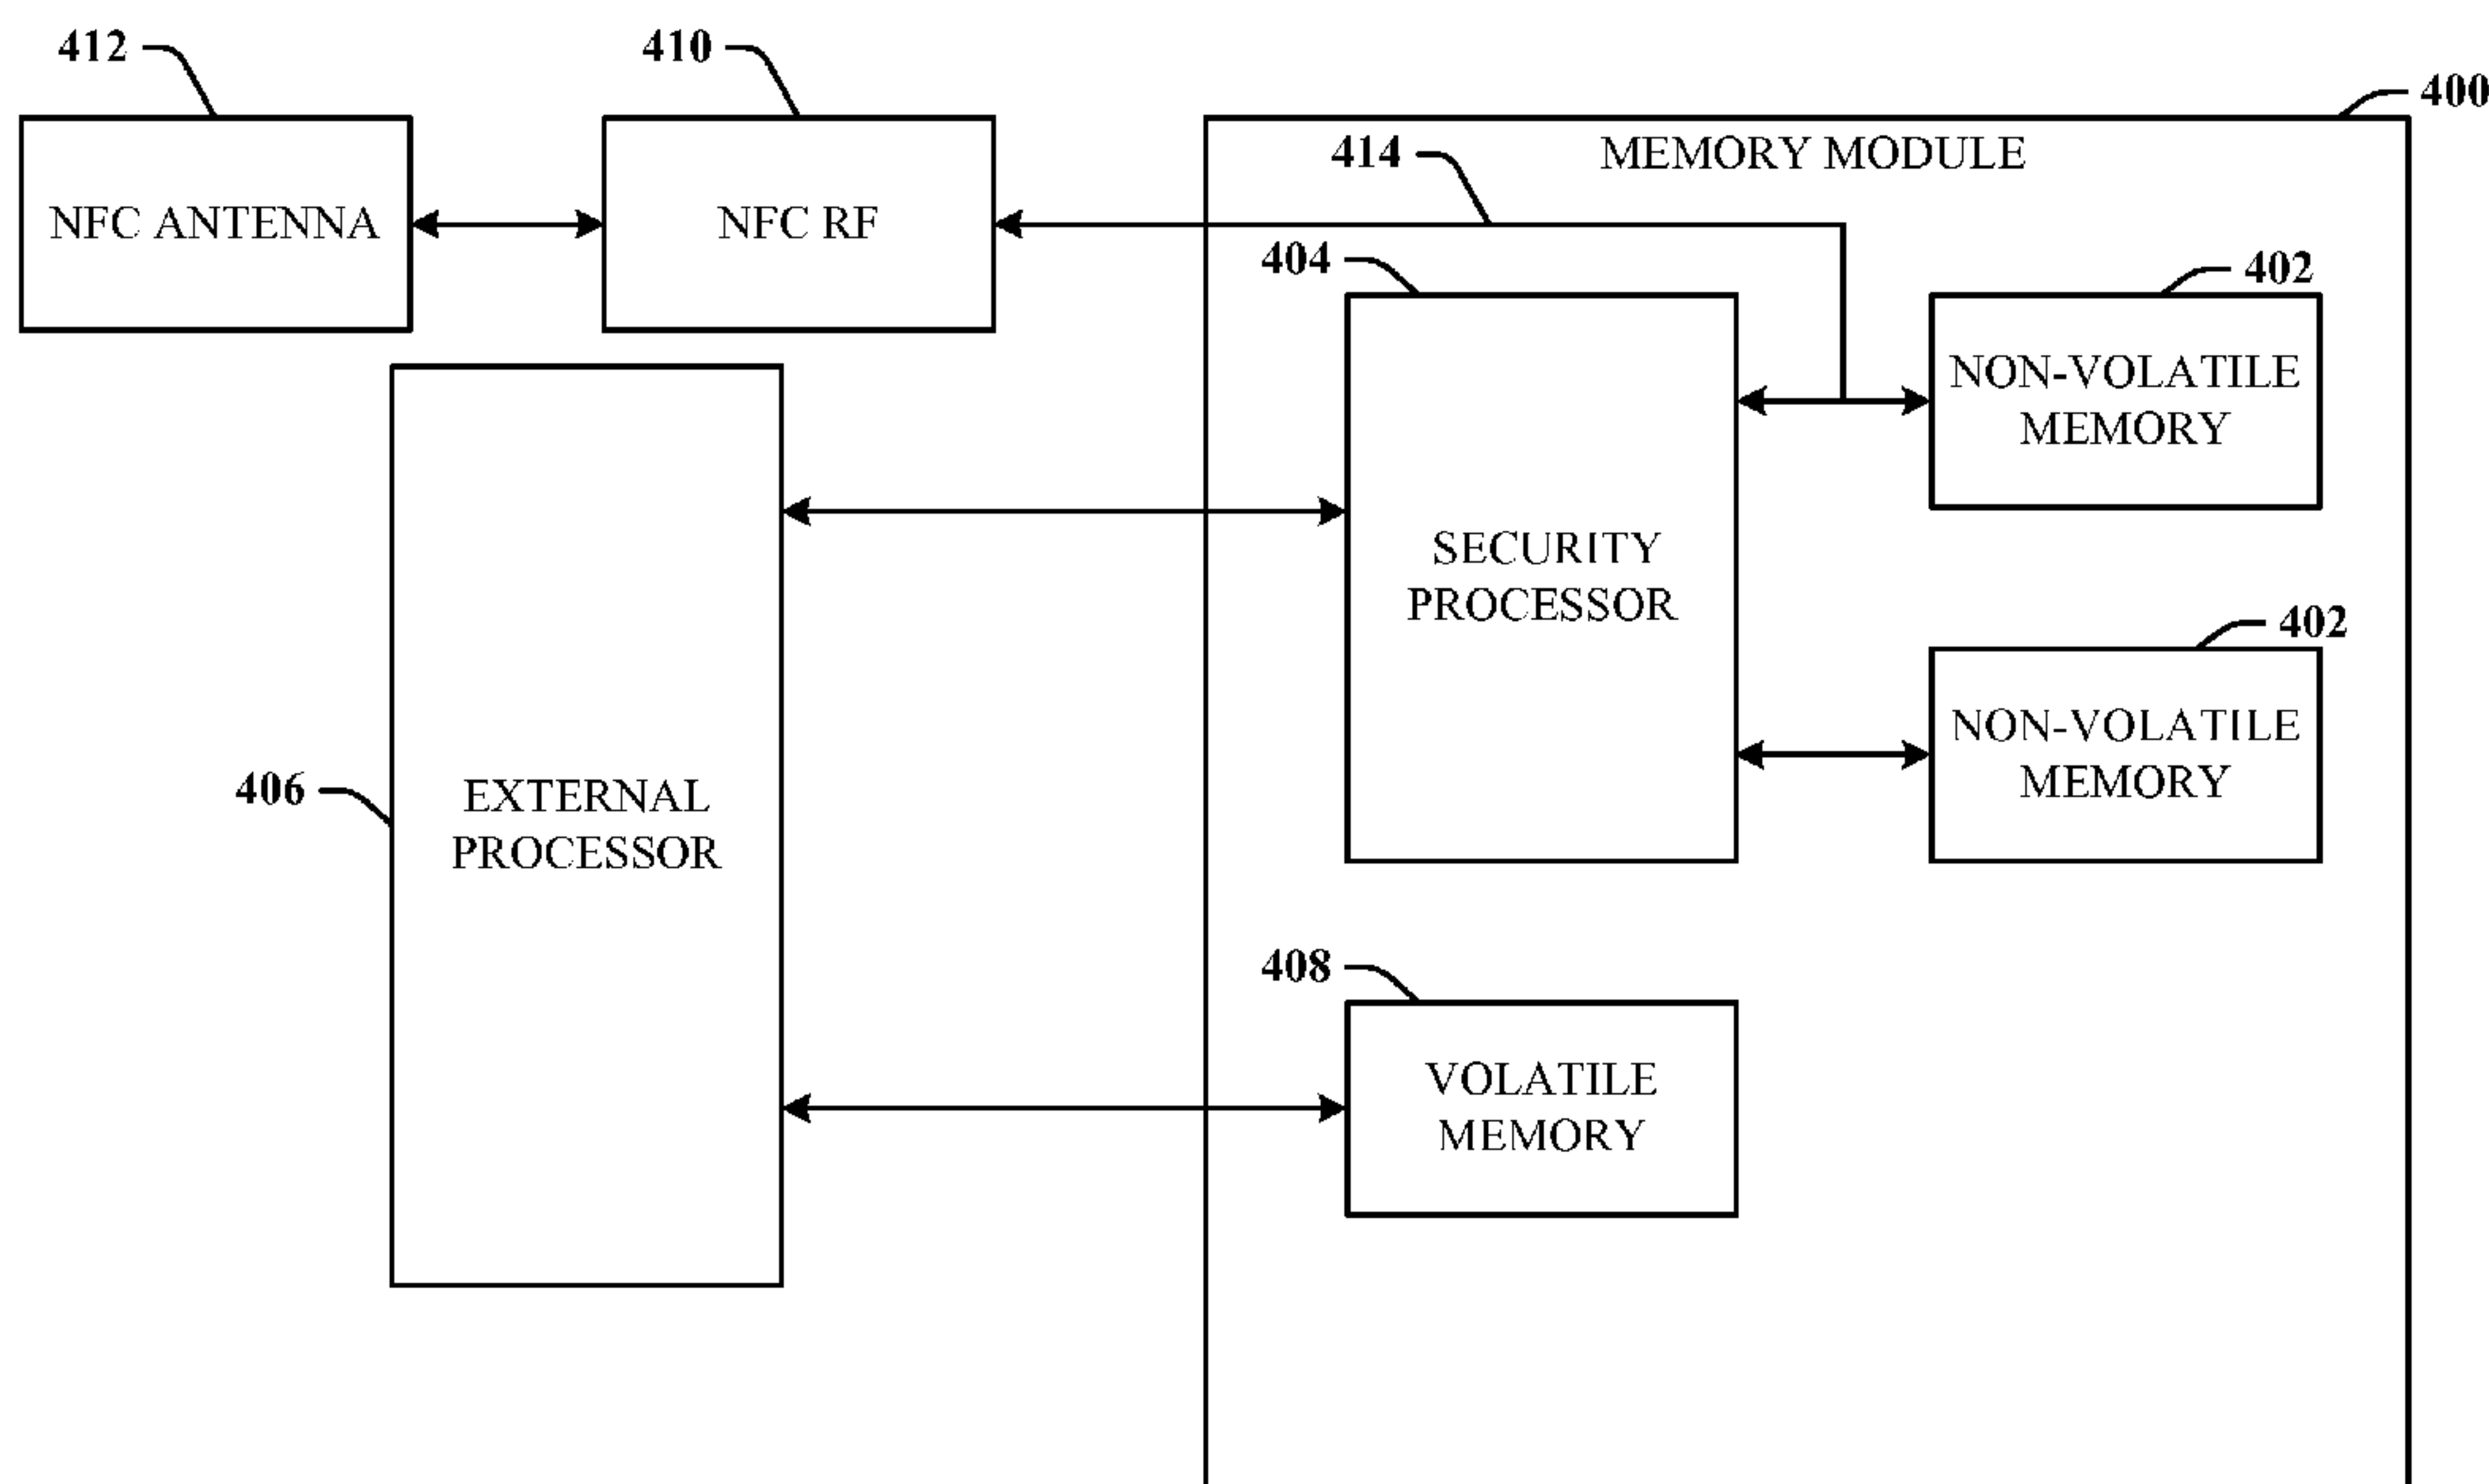 412
410
400
MEMORY MODULE
414
NFC ANTENNA
NFC RF
404
402
NON-VOLATILE
MEMORY
SECURITY
PROCESSOR
402
NON-VOLATILE
MEMORY
406
EXTERNAL
PROCESSOR
408
VOLATILE
MEMORY